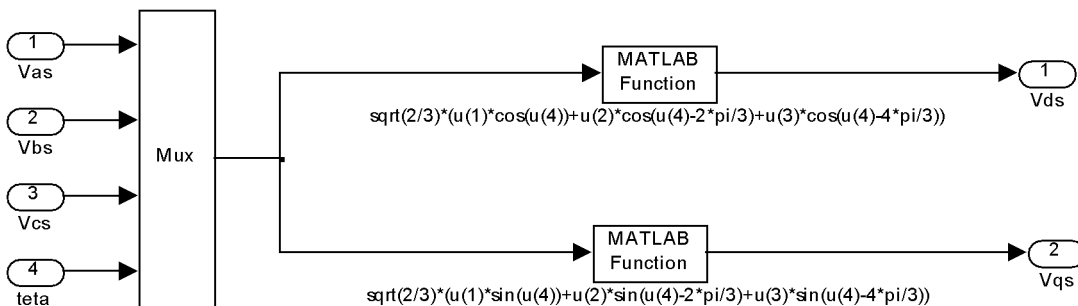 1
Vas
2
Vbs
3
Vcs
4
teta
Mux
MATLAB
Function
sqrt(2/3)*(u(1)*cos(u(4))+u(2)*cos(u(4)-2*pi/3)+u(3)*cos(u(4)-4*pi/3))
1
Vds
MATLAB
Function
sqrt(2/3)*(u(1)*sin(u(4))+u(2)*sin(u(4)-2*pi/3)+u(3)*sin(u(4)-4*pi/3))
2
Vqs